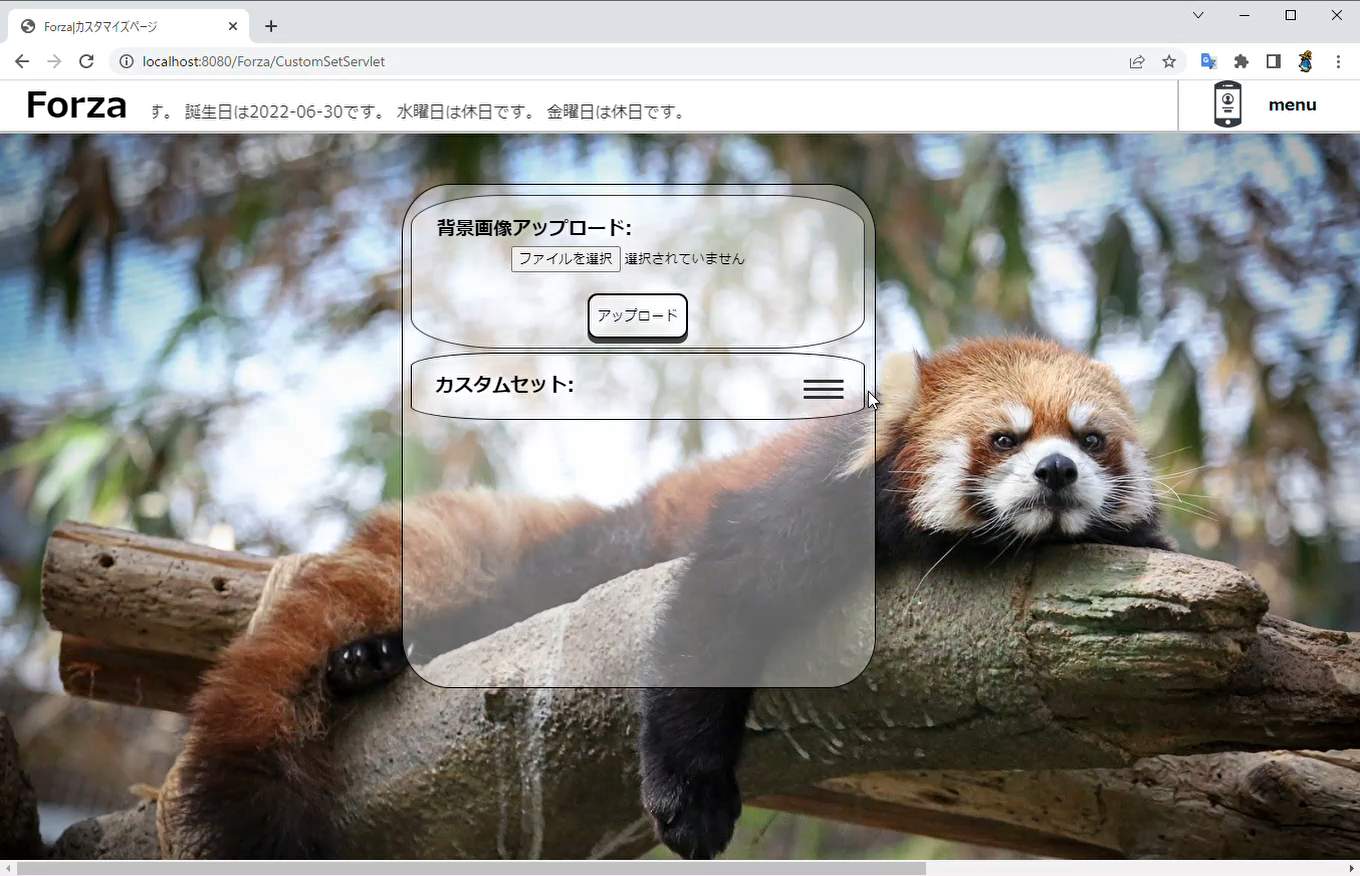 Forza|カスタマイズページ
localhost:8080/Forza/CustomSetServlet
Forza す。 誕生日は2022-06-30です。 水曜日は休日です。 金曜日は休日です。 menu
背景画像アップロード:
ファイルを選択 選択されていません
アップロード
カスタムセット: